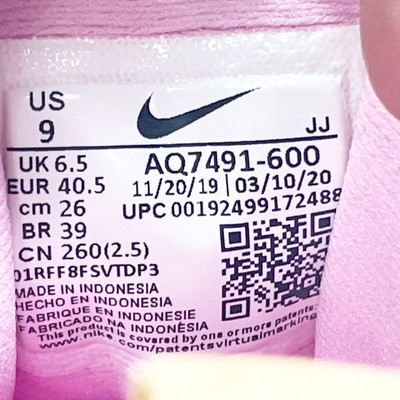 US
9
JJ
UK 6.5
AQ7491-600
EUR 40.5
11/20/19 | 03/10/20
cm 26
UPC 00192499172488
BR 39
CN 260(2.5)
01RFF8FSVTDP3
MADE IN INDONESIA
HECHO EN INDONESIA
FABRIQUE EN INDONESIE
FABRICADO NA INDONÈSIA
This product is covered by one or more patents.
www.nike.com/patentsvirtualmarking